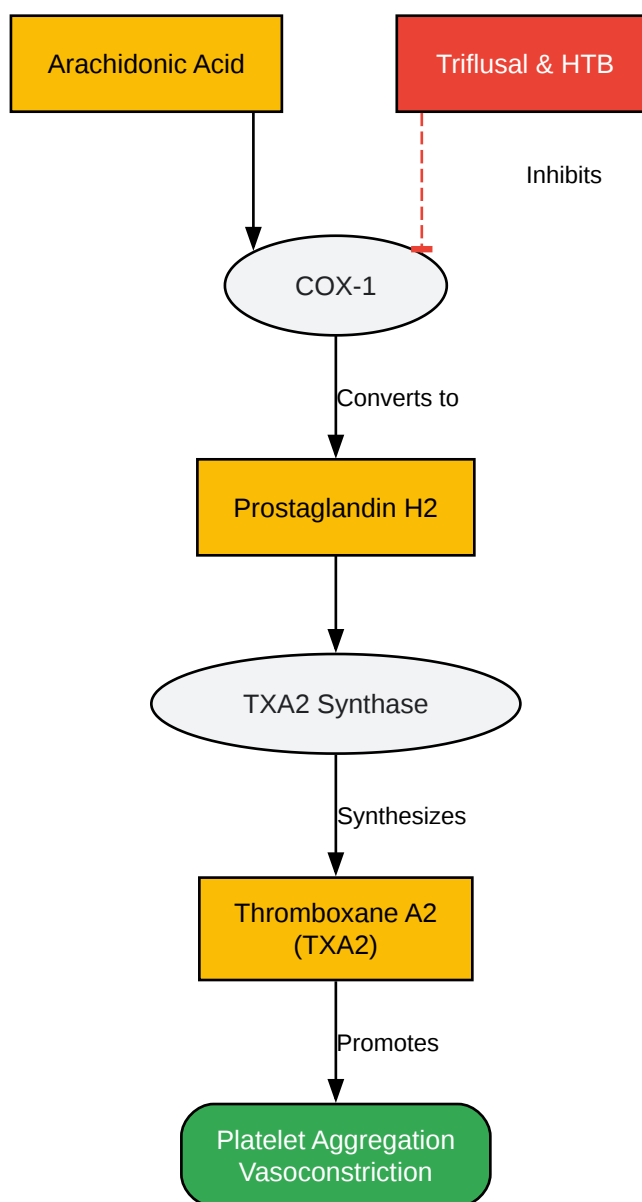 Arachidonic Acid
Triflusal & HTB
Inhibits
COX-1
Converts to
Prostaglandin H2
TXA2 Synthase
Synthesizes
Thromboxane A2
(TXA2)
Promotes
Platelet Aggregation
Vasoconstriction